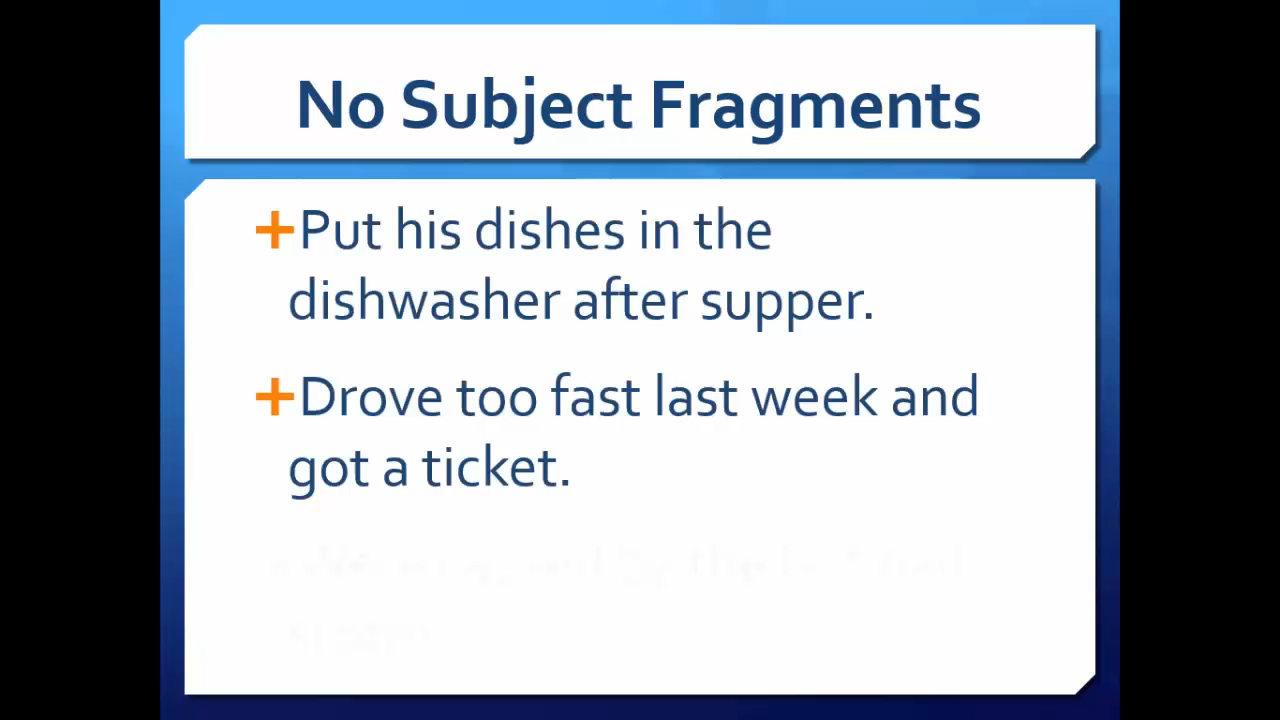 No Subject Fragments
+Put his dishes in the
dishwasher after supper.
+Drove too fast last week and
got a ticket.